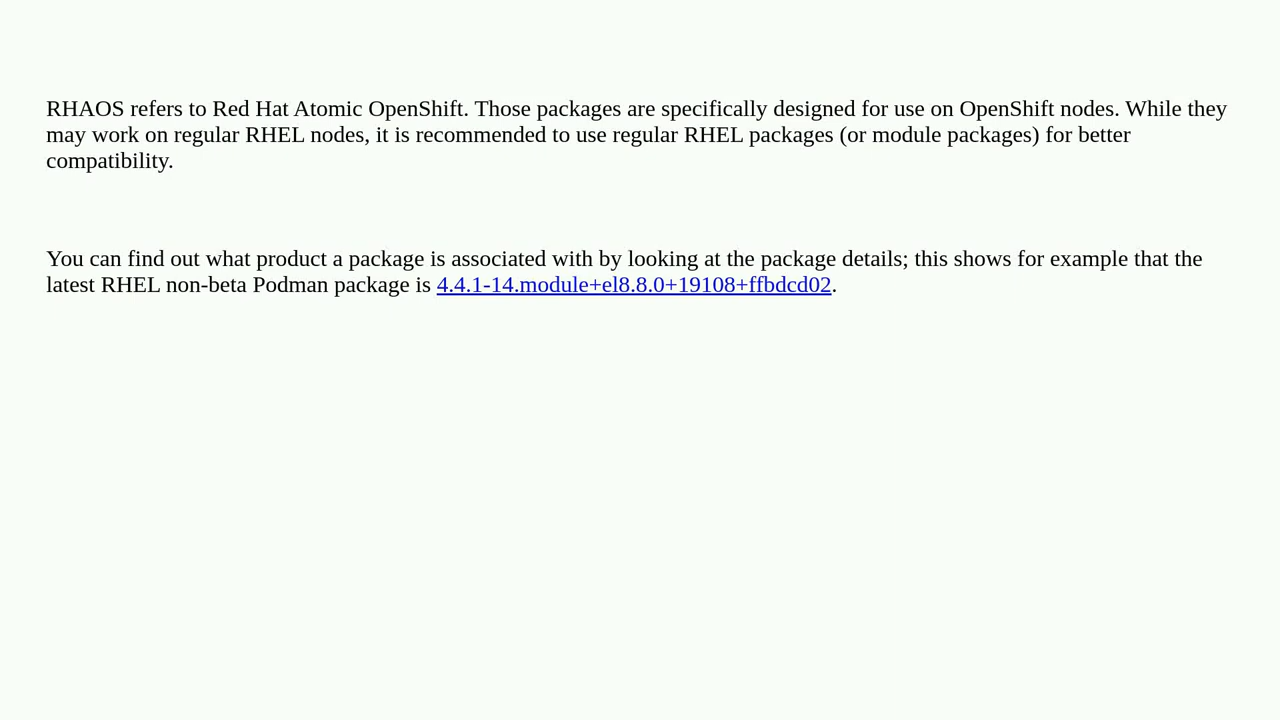 RHAOS refers to Red Hat Atomic OpenShift. Those packages are specifically designed for use on OpenShift nodes. While they
may work on regular RHEL nodes, it is recommended to use regular RHEL packages (or module packages) for better
compatibility.
You can find out what product a package is associated with by looking at the package details; this shows for example that the
latest RHEL non-beta Podman package is 4.4.1-14.module+el8.8.0+19108+ffbdcd02.